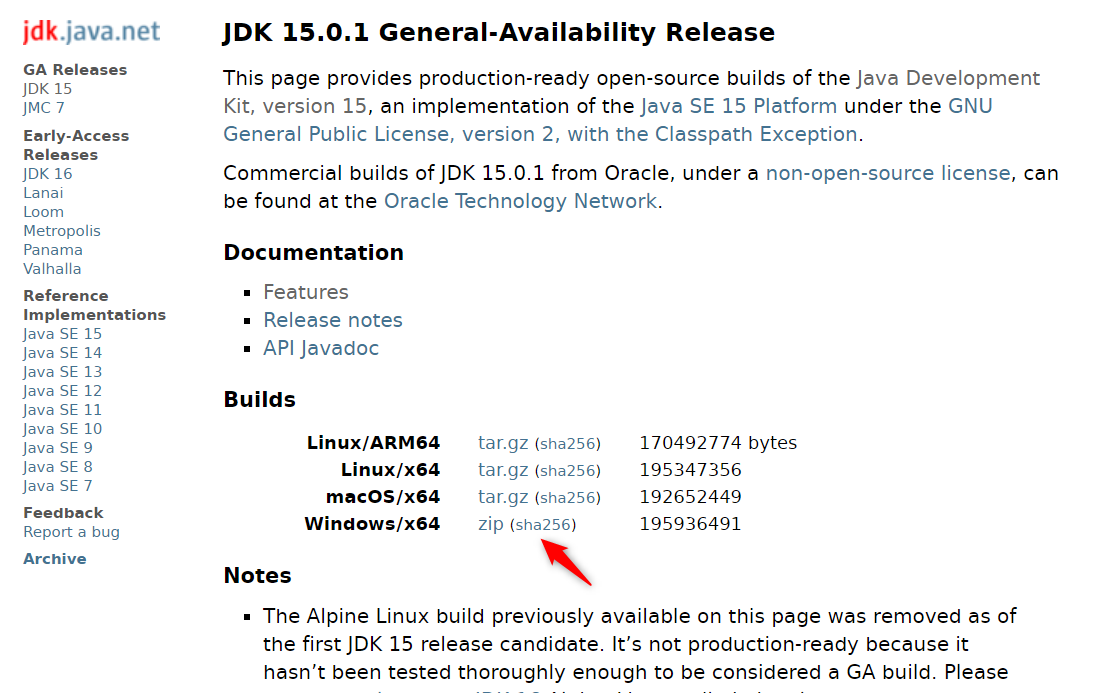 jdk.java.net
GA Releases
JDK 15
JMC 7
Early-Access
Releases
JDK 16
Lanai
Loom
Metropolis
Panama
Valhalla
Reference
Implementations
Java SE 15
Java SE 14
Java SE 13
Java SE 12
Java SE 11
Java SE 10
Java SE 9
Java SE 8
Java SE 7
Feedback
Report a bug
Archive
JDK 15.0.1 General-Availability Release
This page provides production-ready open-source builds of the Java Development
Kit, version 15, an implementation of the Java SE 15 Platform under the GNU
General Public License, version 2, with the Classpath Exception.
Commercial builds of JDK 15.0.1 from Oracle, under a non-open-source license, can
be found at the Oracle Technology Network.
Documentation
Features
Release notes
API Javadoc
Builds
Linux/ARM64 tar.gz (sha256) 170492774 bytes
Linux/x64 tar.gz (sha256) 195347356
macOS/x64 tar.gz (sha256) 192652449
Windows/x64 zip (sha256) 195936491
Notes
The Alpine Linux build previously available on this page was removed as of
the first JDK 15 release candidate. It’s not production-ready because it
hasn’t been tested thoroughly enough to be considered a GA build. Please